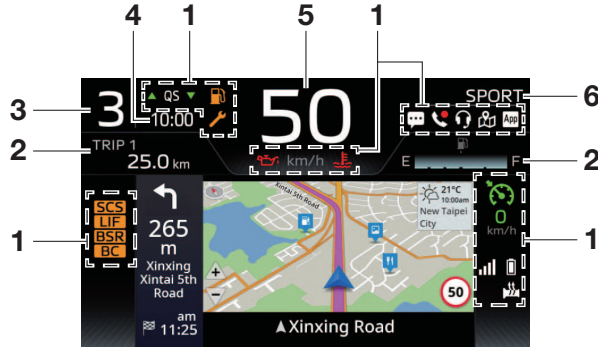 1
4
5
1
3
QS
10:00
50
SPORT
6
3
App
2
TRIP 1
25.0 km
km/h
E
F
2
1
SCS
LIF
BSR
BC
265
m
Xinxing
Xintai 5th
Road
am
11:25
Xintai 5th
Road
21°C
10:00am
New Taipei
City
+
−
50
Xinxing Road
0
km/h
1